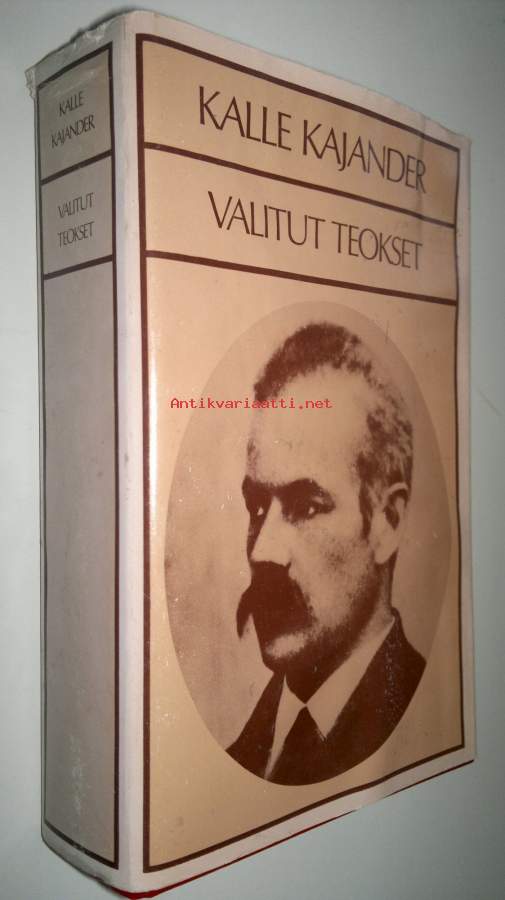 KALLE
KAJANDER
VALITUT
TEOKSET
KALLE KAJANDER
VALITUT TEOKSET
Antikvariaatti.net